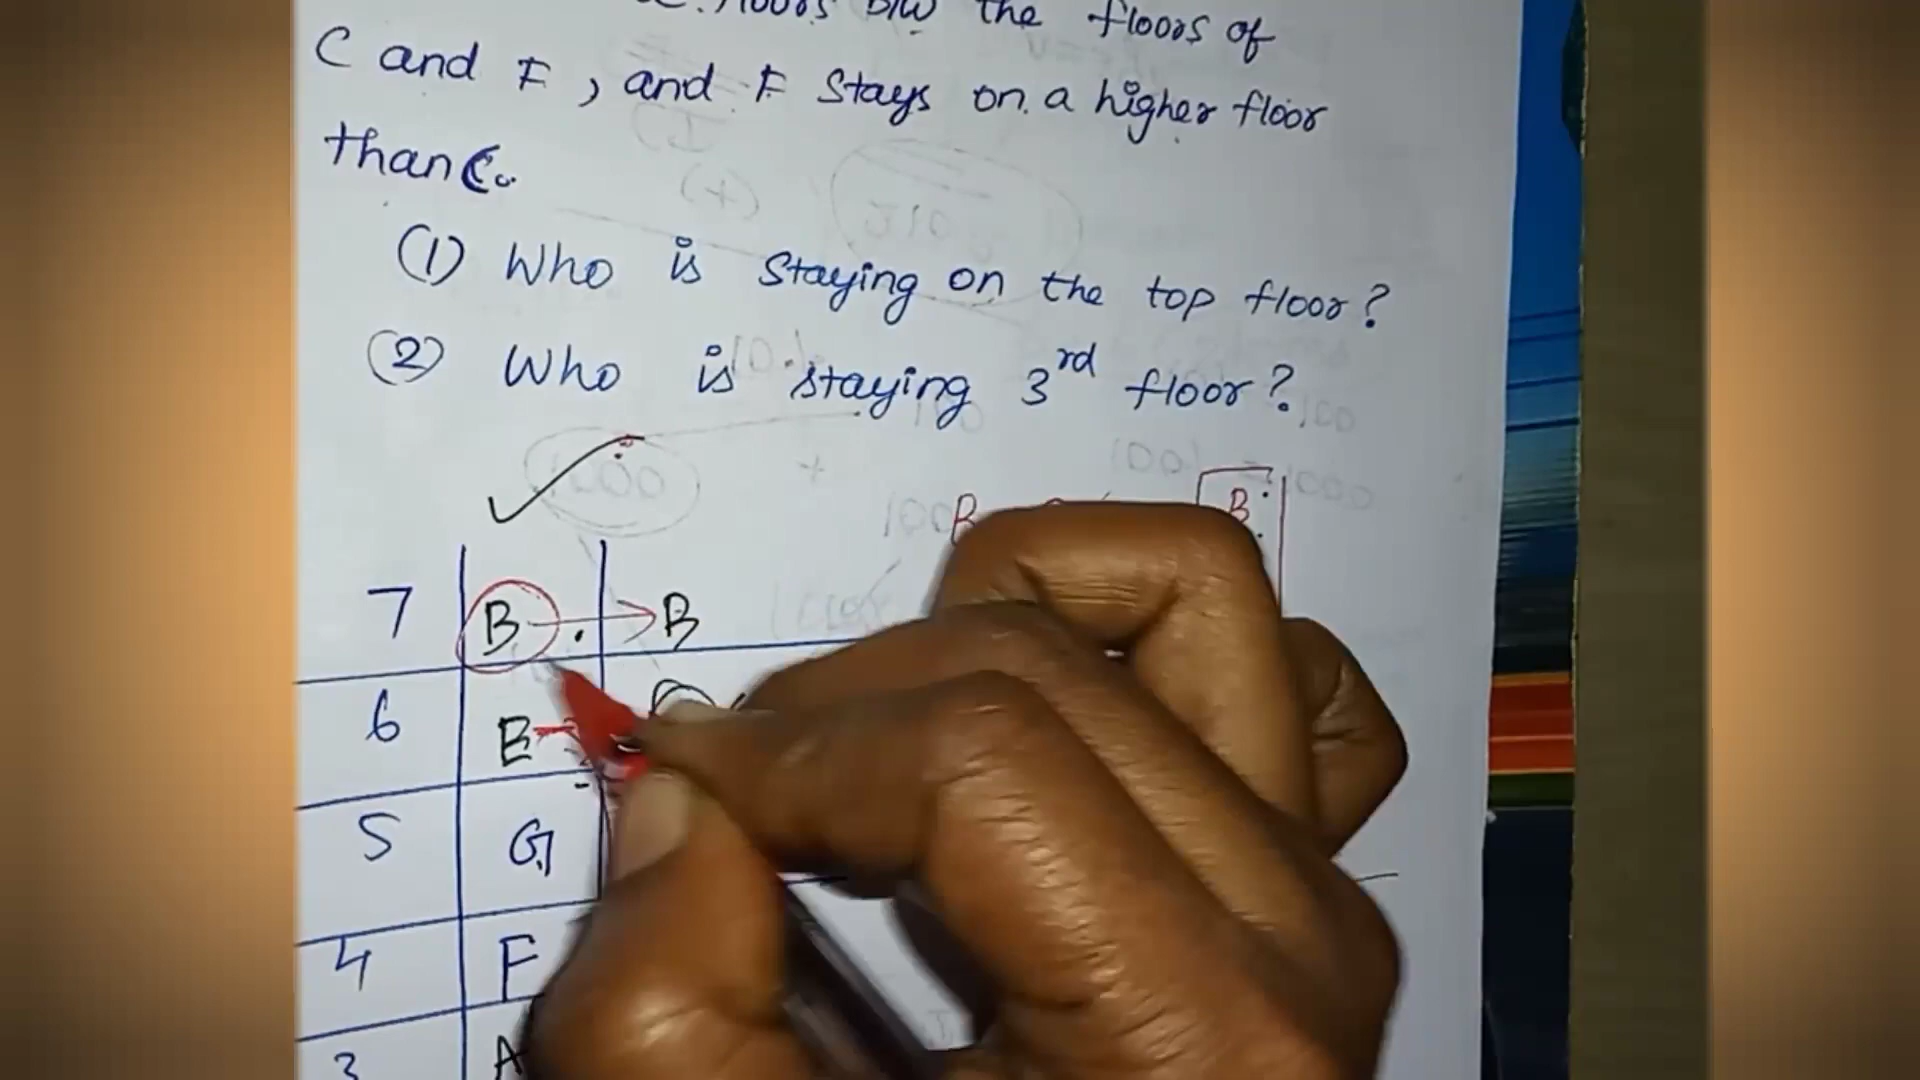 floors b/w the floors of
C and F, and F stays on a higher floor
than C.
(1) Who is staying on the top floor?
(2) Who is staying 3rd floor?
B B
7 B → B
6 E
5 G
4 F
3 A